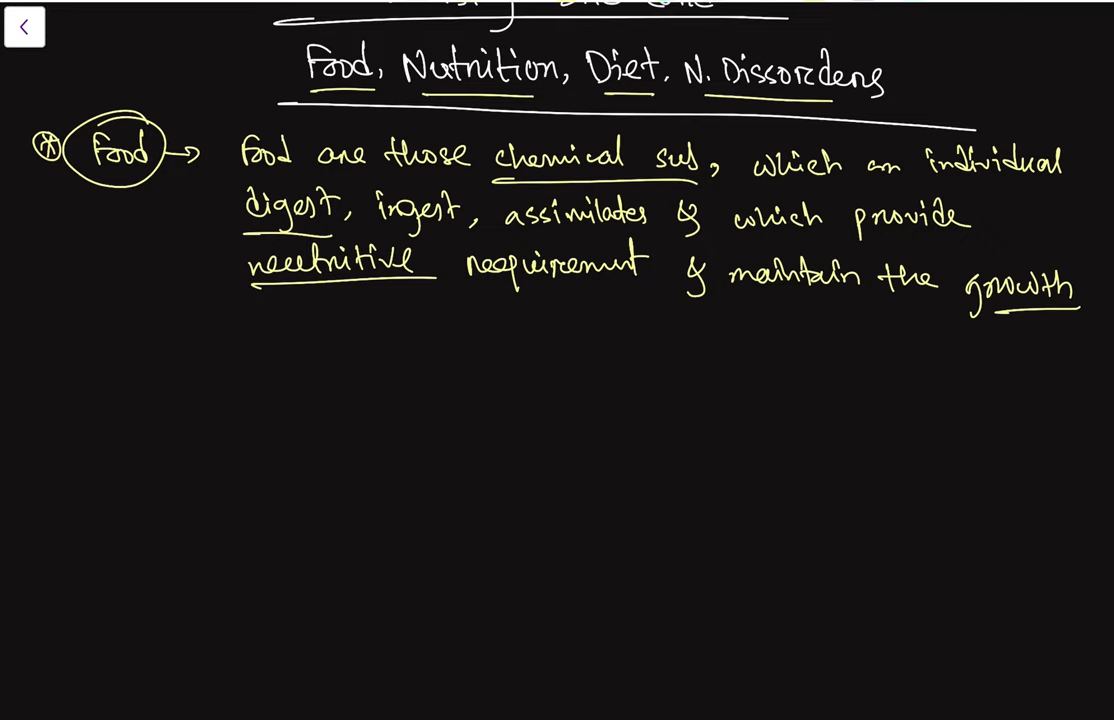 Food, Nutrition, Diet, N. Dissorders
Food → Food are those chemical sub, which an individual
digest, ingest, assimilates & which provide
neutritive requirement & maintain the growth